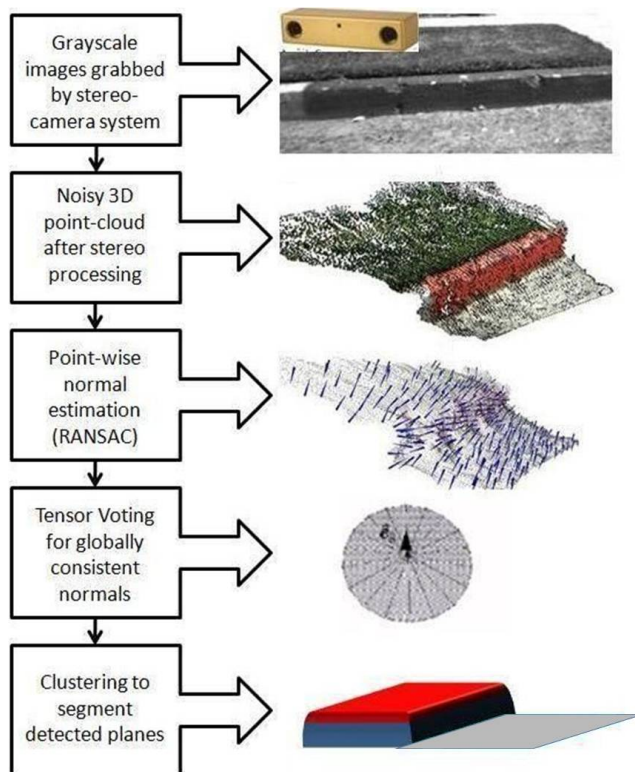 Grayscale
images grabbed
by stereo-
camera system
Noisy 3D
point-cloud
after stereo
processing
Point-wise
normal
estimation
(RANSAC)
Tensor Voting
for globally
consistent
normals
Clustering to
segment
detected planes